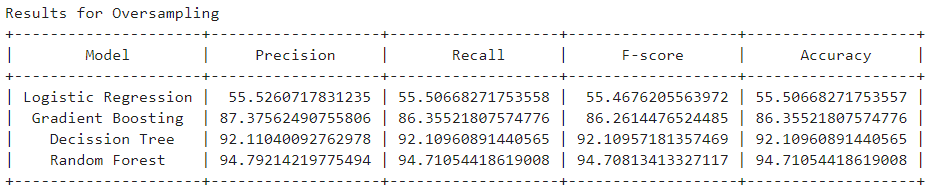 Results for Oversampling
+---------------------+------------------+-------------------+-------------------+-------------------+
| Model | Precision | Recall | F-score | Accuracy |
+---------------------+------------------+-------------------+-------------------+-------------------+
| Logistic Regression | 55.5260717831235 | 55.50668271753558 | 55.4676205563972 | 55.50668271753557 |
| Gradient Boosting | 87.37562490755806 | 86.35521807574776 | 86.2614476524485 | 86.35521807574776 |
| Decission Tree | 92.11040092762978 | 92.10960891440565 | 92.10957181357469 | 92.10960891440565 |
| Random Forest | 94.79214219775494 | 94.71054418619008 | 94.70813413327117 | 94.71054418619008 |
+---------------------+------------------+-------------------+-------------------+-------------------+